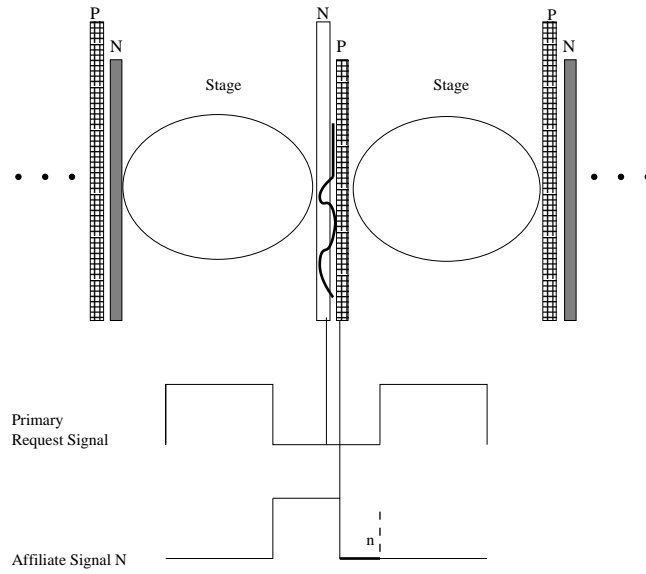 P
N
Stage
N
P
Stage
P
N
Primary
Request Signal
n
Affiliate Signal N